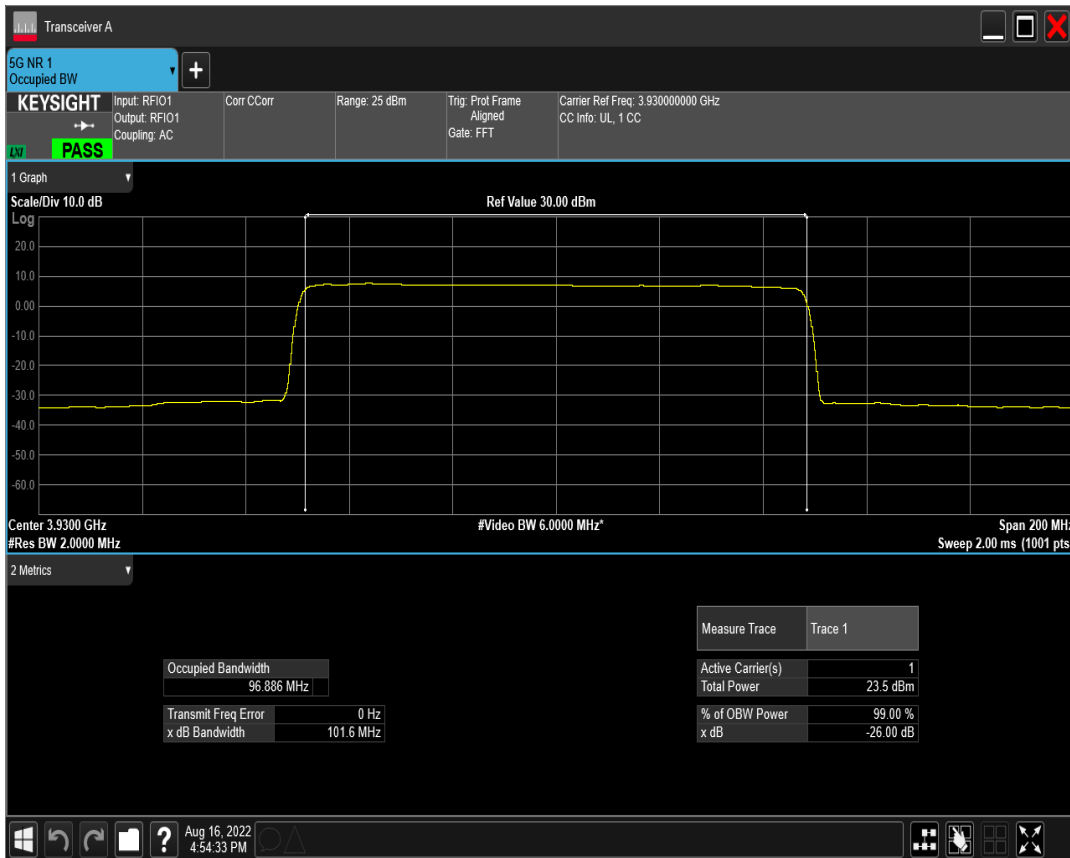 Transceiver A
5G NR 1
Occupied BW
+
KEYSIGHT
LXI
PASS
Input: RFIO1
Output: RFIO1
Coupling: AC
Corr CCorr
Range: 25 dBm
Trig: Prot Frame
Aligned
Gate: FFT
Carrier Ref Freq: 3.930000000 GHz
CC Info: UL, 1 CC
1 Graph
Scale/Div 10.0 dB
Ref Value 30.00 dBm
Log
20.0
10.0
0.00
-10.0
-20.0
-30.0
-40.0
-50.0
-60.0
Center 3.9300 GHz
#Video BW 6.0000 MHz*
Span 200 MHz
#Res BW 2.0000 MHz
Sweep 2.00 ms (1001 pts
2 Metrics
Measure Trace Trace 1
Occupied Bandwidth
96.886 MHz
Active Carrier(s) 1
Total Power 23.5 dBm
Transmit Freq Error 0 Hz
x dB Bandwidth 101.6 MHz
% of OBW Power 99.00 %
x dB -26.00 dB
?
Aug 16, 2022
4:54:33 PM